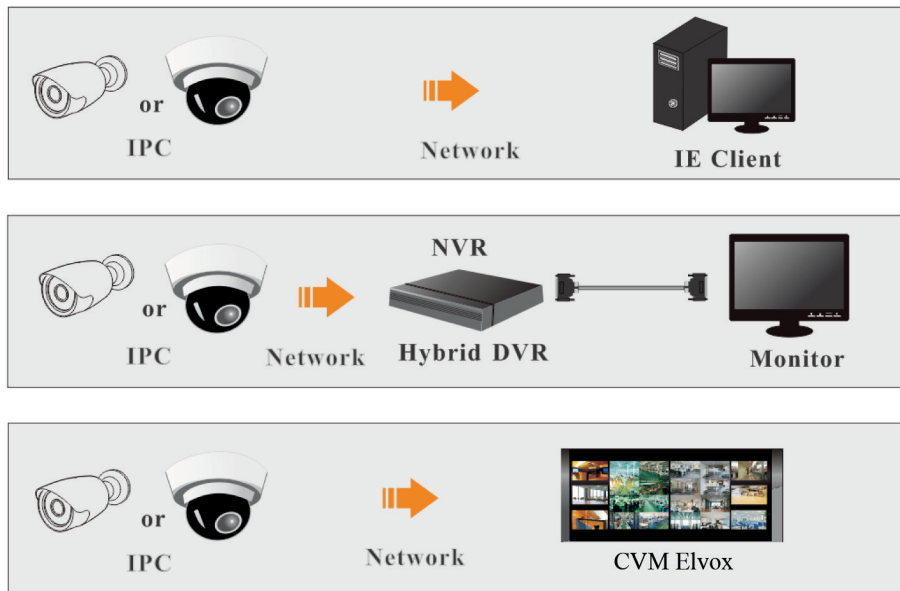 or
IPC
Network
IE Client
NVR
or
IPC
Network
Hybrid DVR
Monitor
or
IPC
Network
CVM Elvox